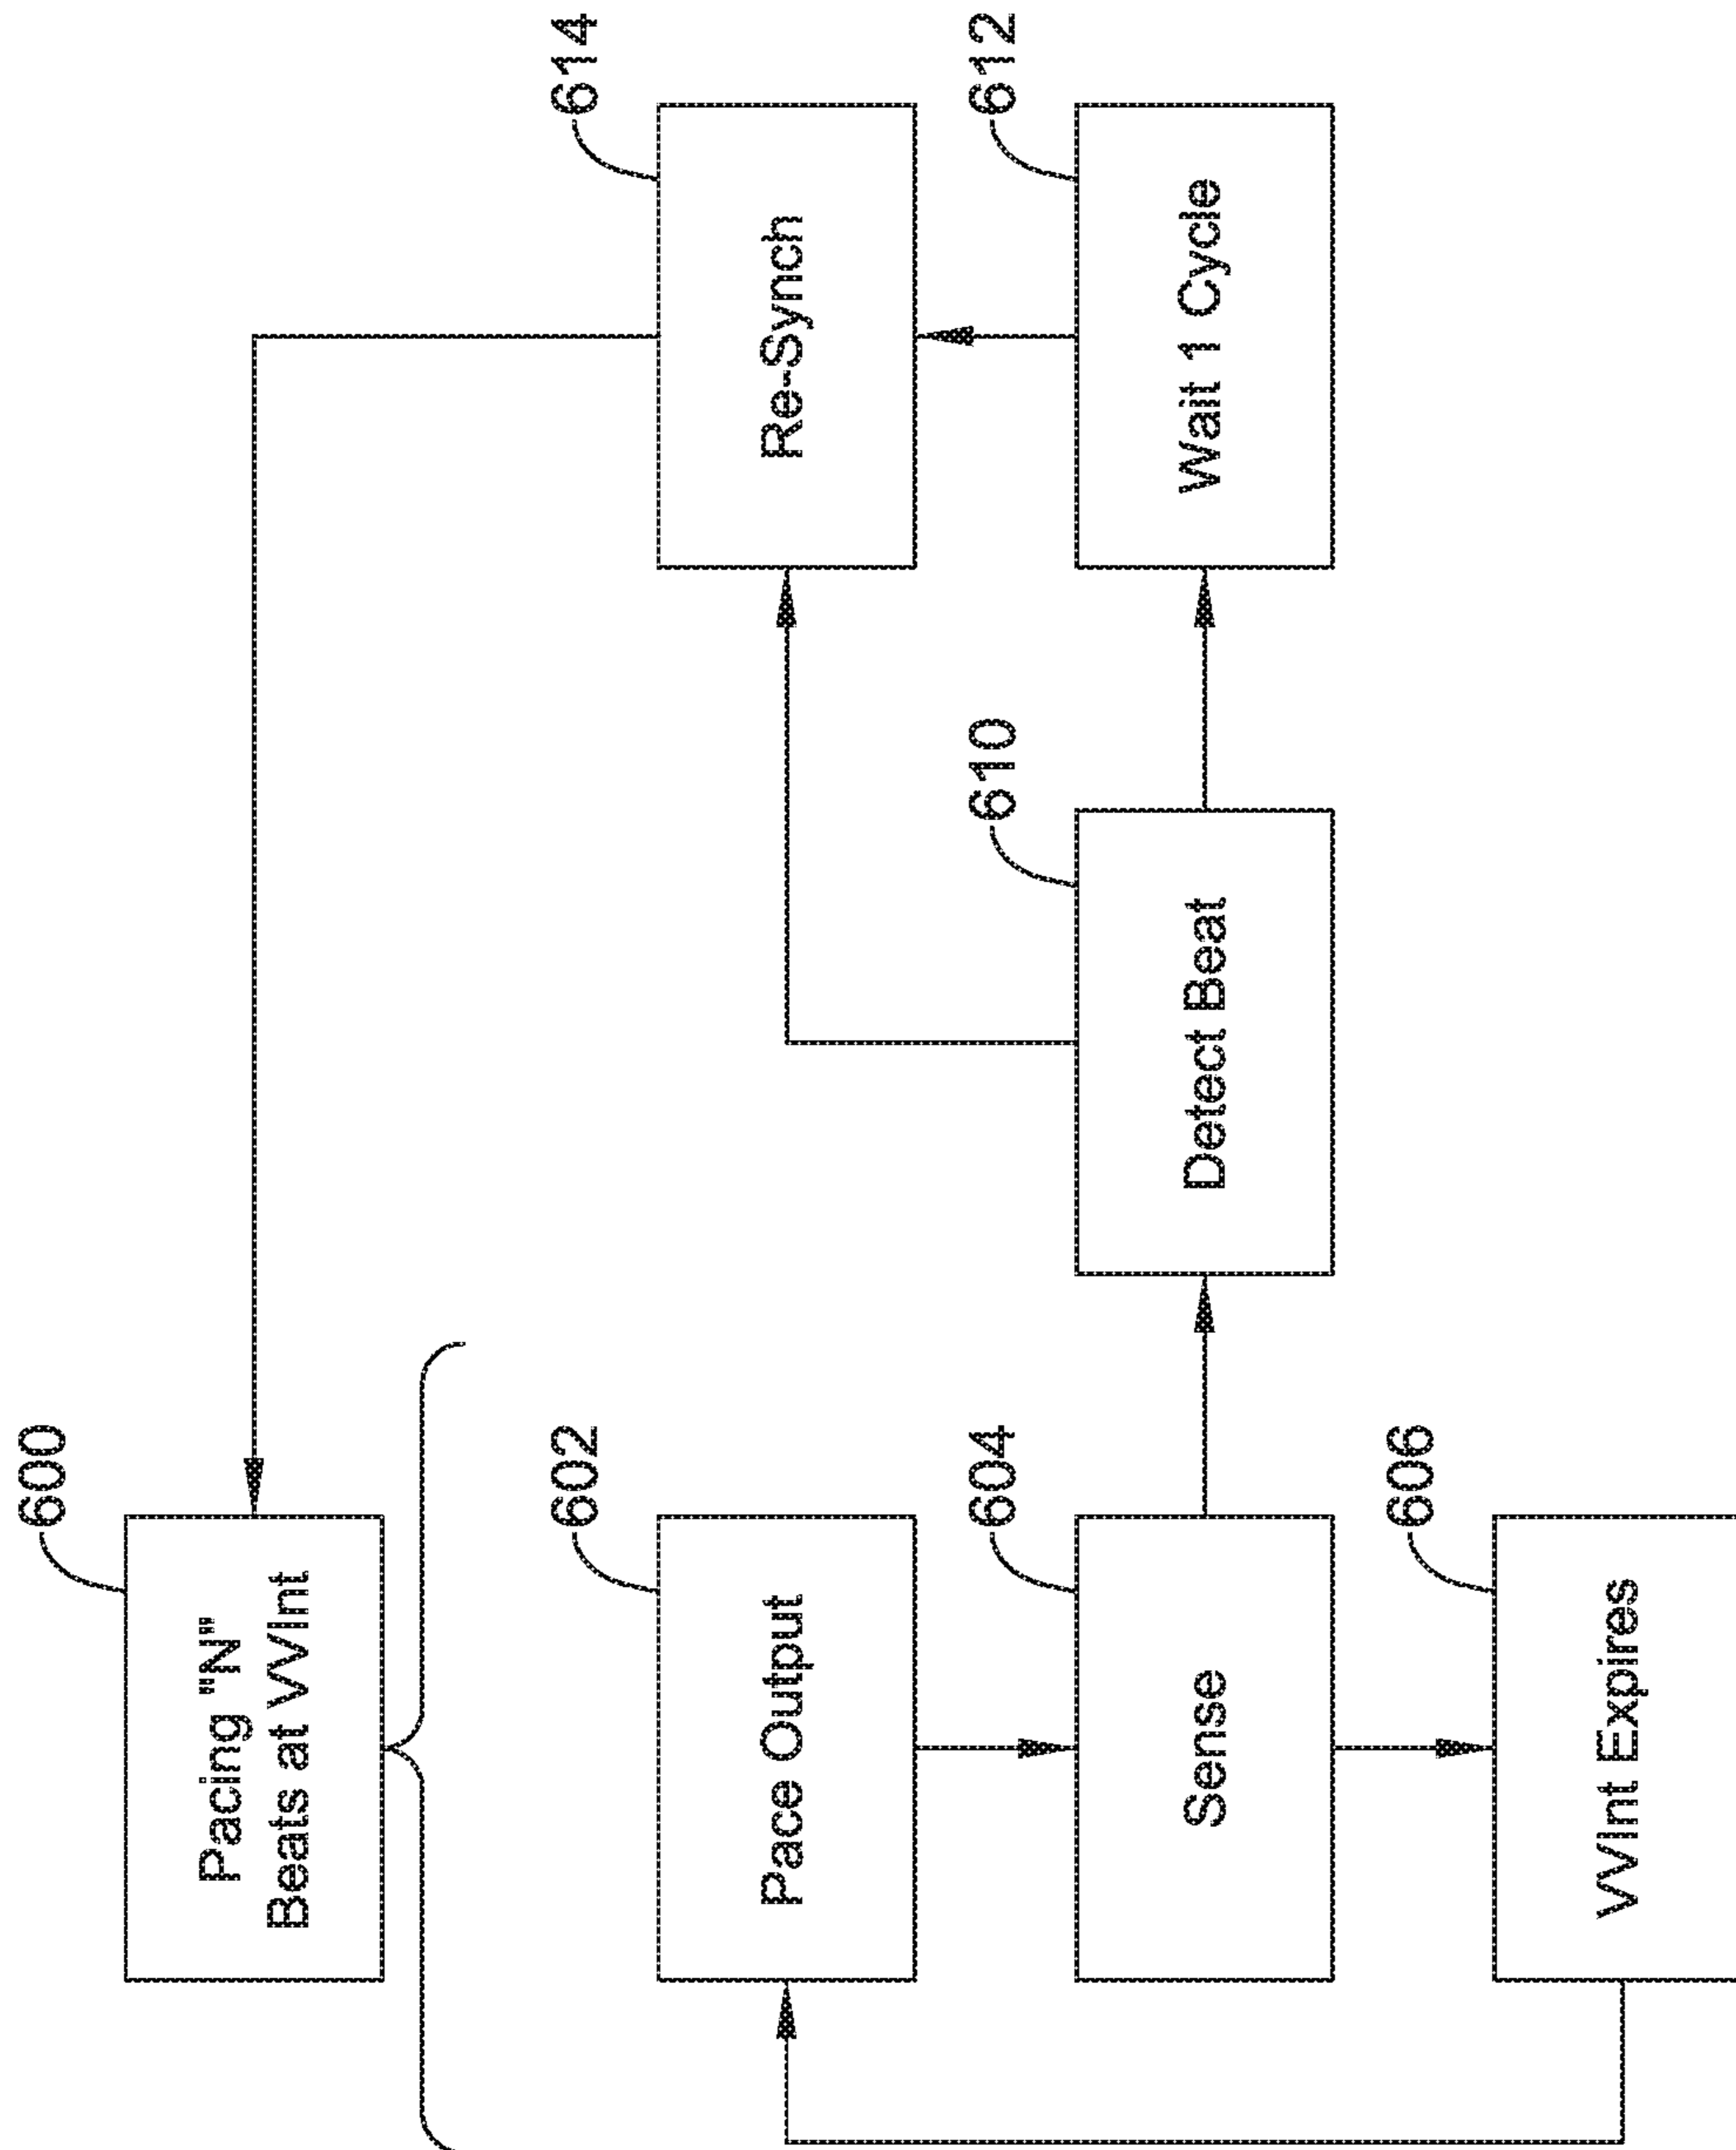 600
Pacing "N"
Beats at VVInt
602
Pace Output
604
Sense
606
VVInt Expires
610
Detect Beat
612
Wait 1 Cycle
614
Re-Synch